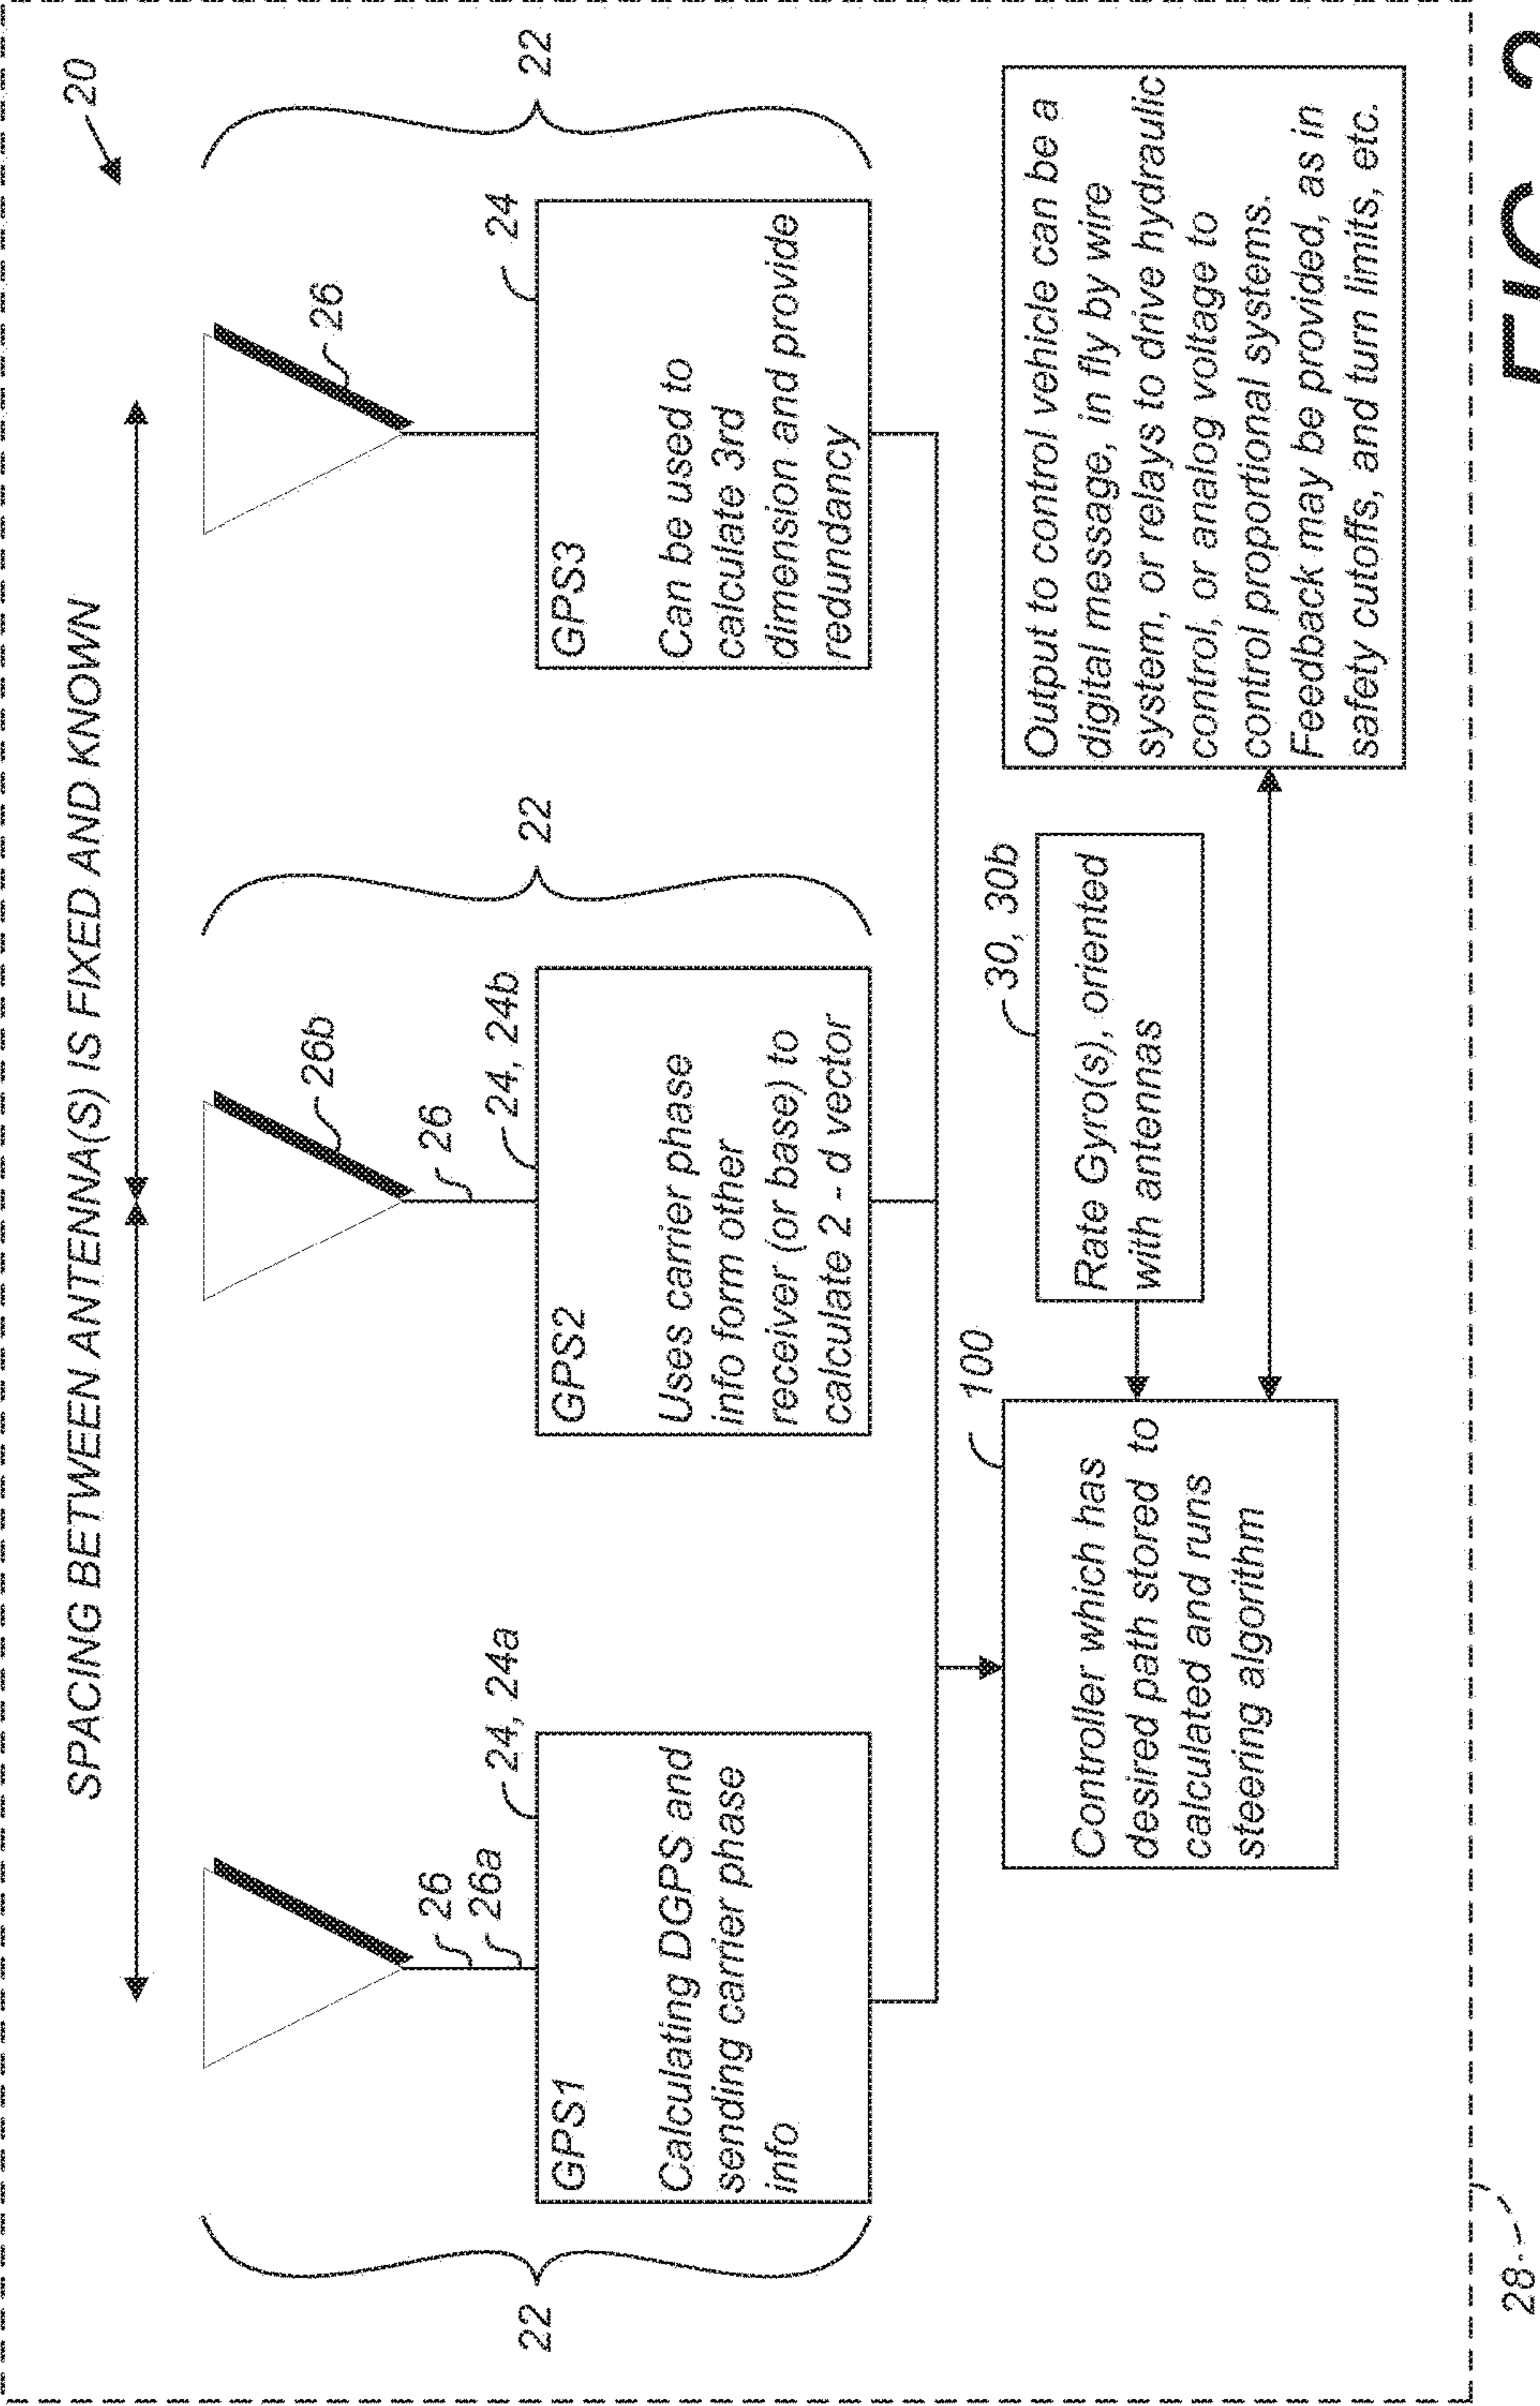 SPACING BETWEEN ANTENNA(S) IS FIXED AND KNOWN
20
22
26
26a
24, 24a
GPS1
Calculating DGPS and
sending carrier phase
info
26b
26
24, 24b
22
GPS2
Uses carrier phase
info form other
receiver (or base) to
calculate 2 - d vector
26
24
22
GPS3
Can be used to
calculate 3rd
dimension and provide
redundancy
100
Controller which has
desired path stored to
calculated and runs
steering algorithm
30, 30b
Rate Gyro(s), oriented
with antennas
Output to control vehicle can be a
digital message, in fly by wire
system, or relays to drive hydraulic
control, or analog voltage to
control proportional systems.
Feedback may be provided, as in
safety cutoffs, and turn limits, etc.
28